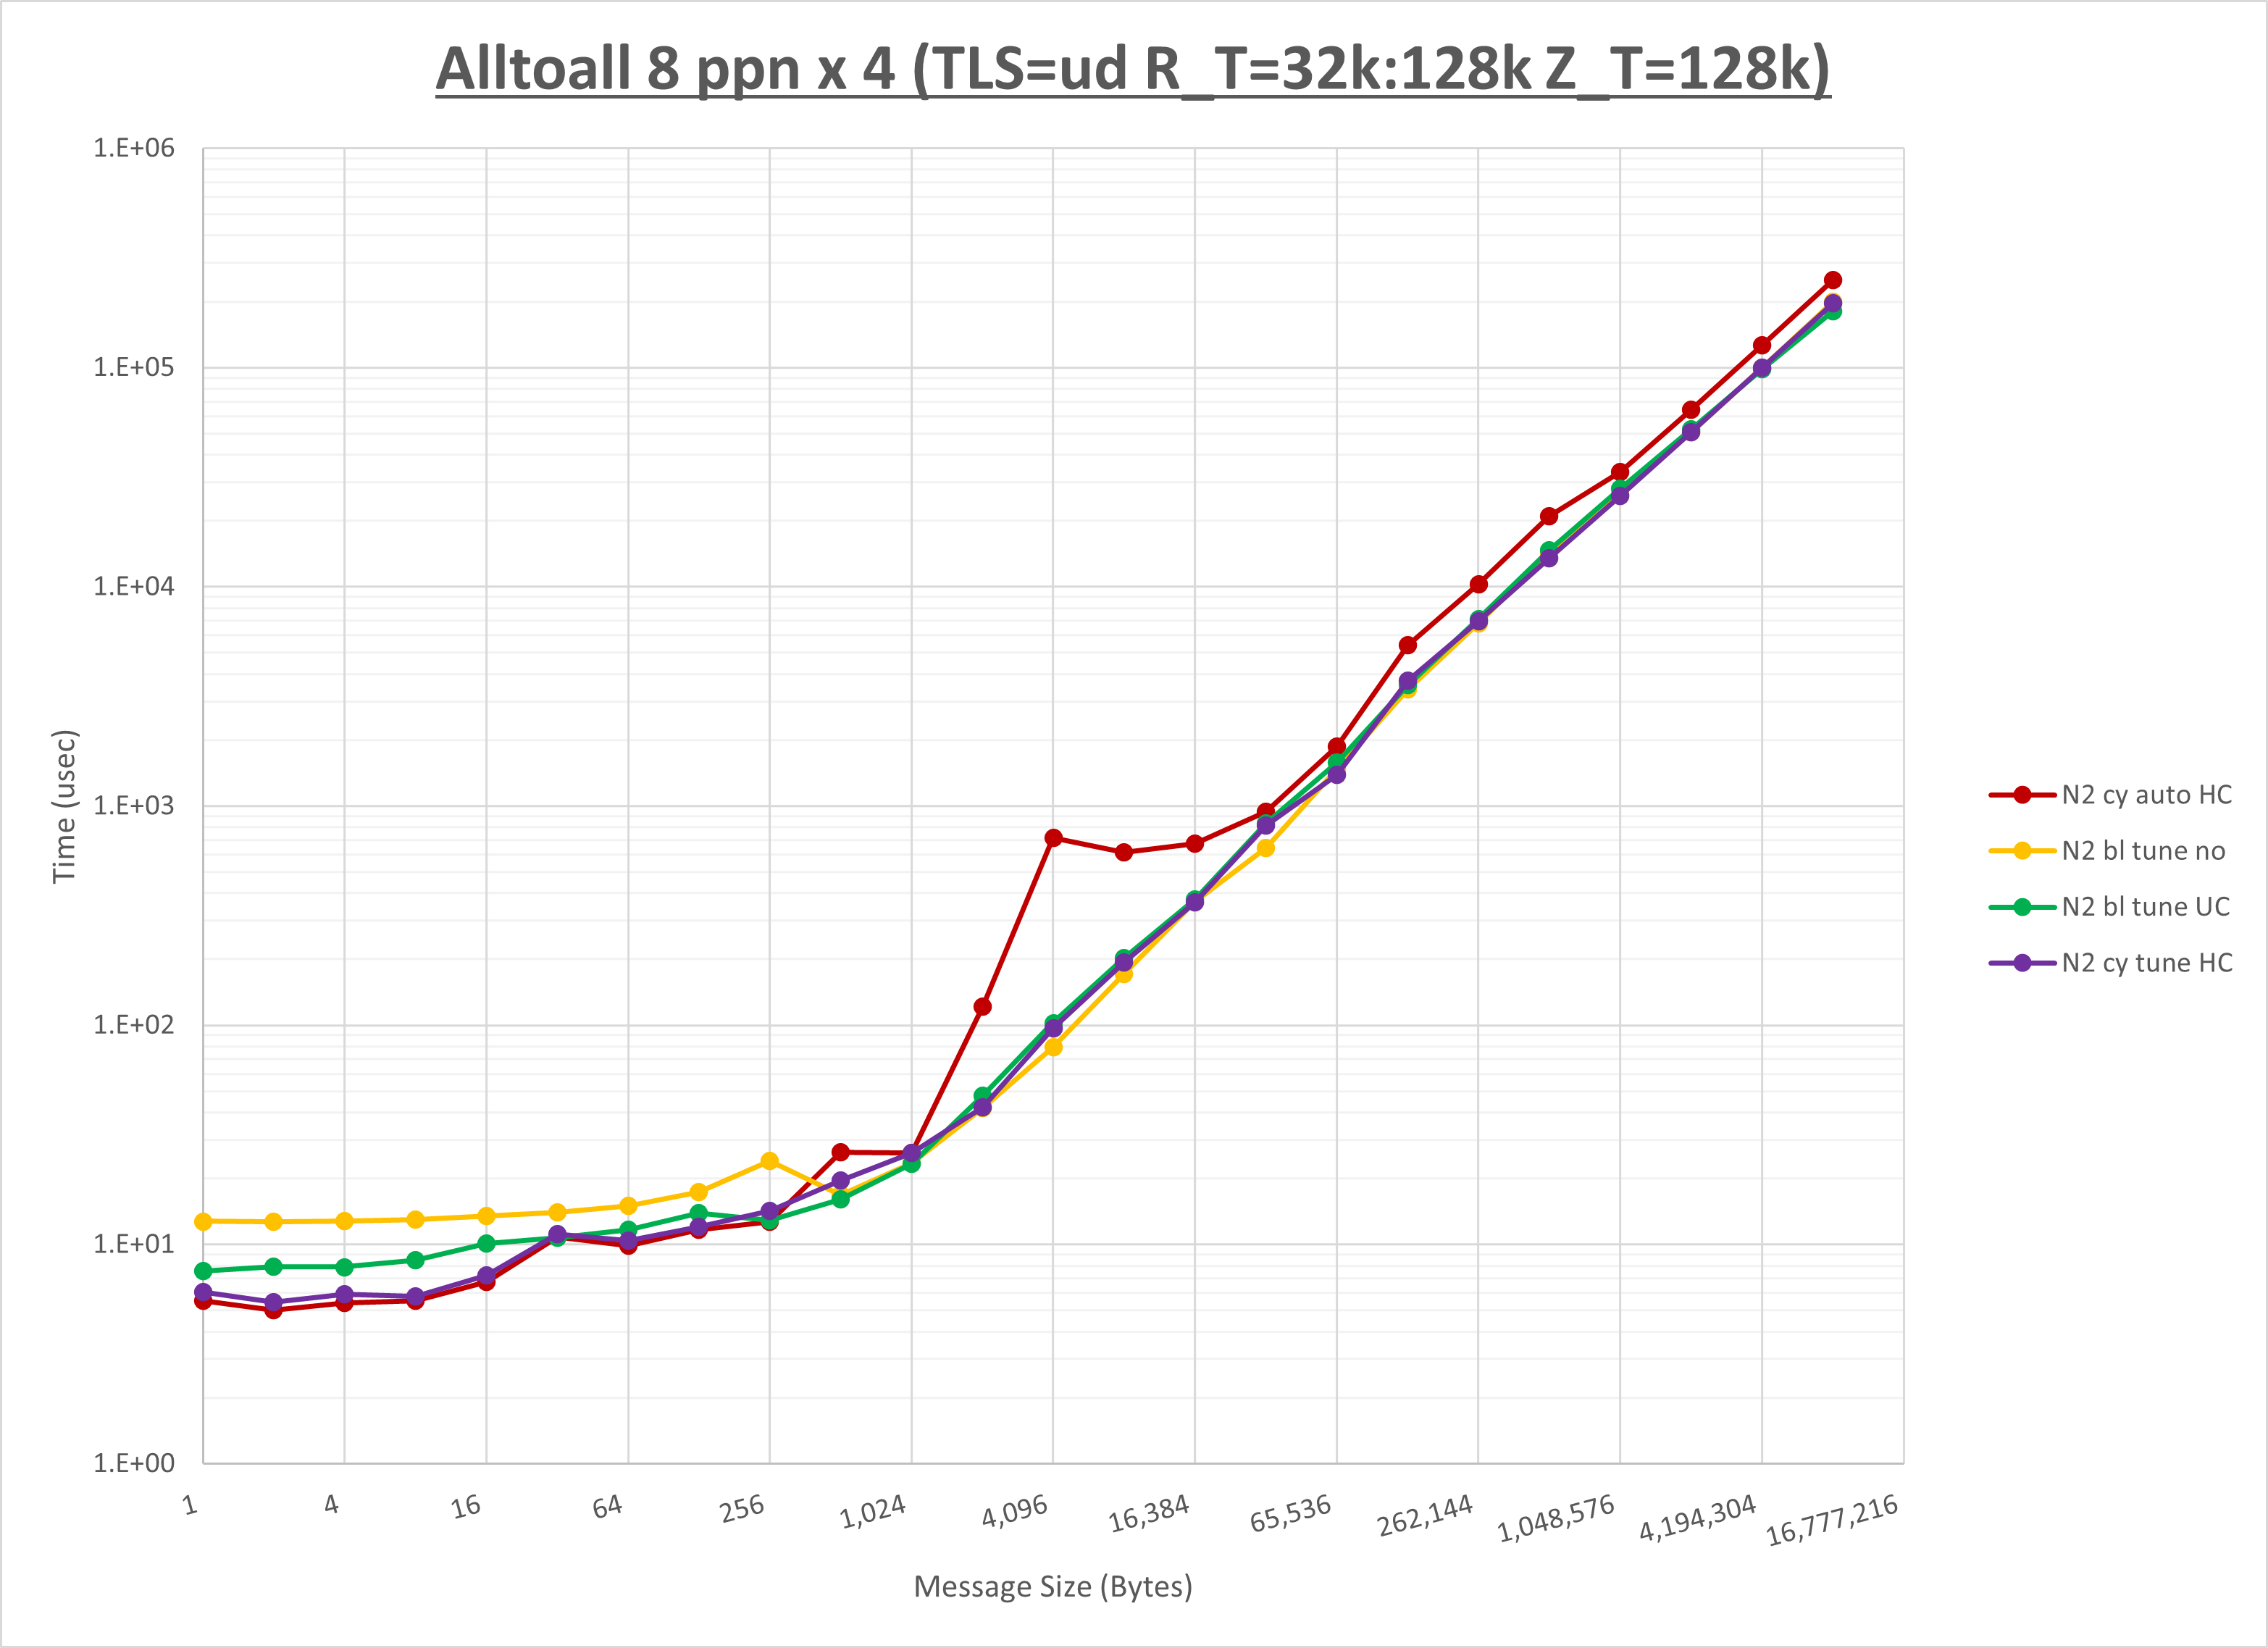 Alltoall 8 ppn x 4 (TLS=ud R_T=32k:128k Z_T=128k)
1.E+06
1.E+05
1.E+04
1.E+03
1.E+02
1.E+01
1.E+00
Time (usec)
1 4 16 64 256 1,024 4,096 16,384 65,536 262,144 1,048,576 4,194,304 16,777,216
Message Size (Bytes)
N2 cy auto HC
N2 bl tune no
N2 bl tune UC
N2 cy tune HC